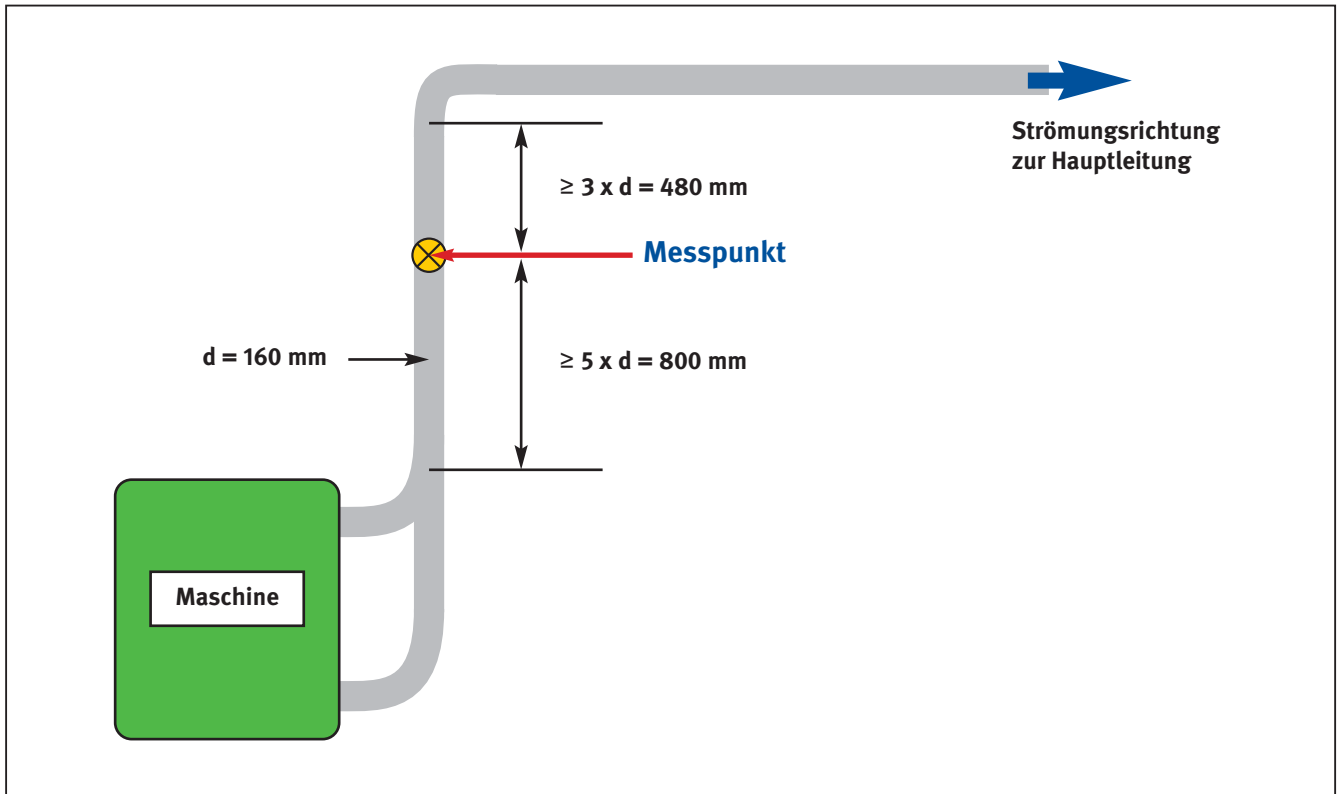 Strömungsrichtung
zur Hauptleitung
≥ 3 x d = 480 mm
Messpunkt
d = 160 mm
≥ 5 x d = 800 mm
Maschine